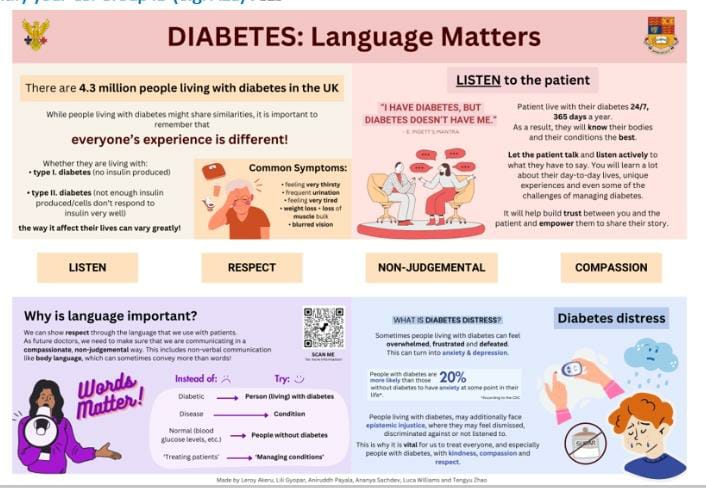 DIABETES: Language Matters
There are 4.3 million people living with diabetes in the UK
While people living with diabetes might share similarities, it is important to
remember that
everyone's experience is different!
Whether they are living with:
• type I. diabetes (no insulin produced)
• type II. diabetes (not enough insulin
produced/cells don't respond to
insulin very well)
the way it affect their lives can vary greatly!
Common Symptoms:
• feeling very thirsty
• frequent urination
• feeling very tired
• weight loss • loss of
muscle bulk
• blurred vision
LISTEN to the patient
"I HAVE DIABETES, BUT
DIABETES DOESN'T HAVE ME."
- E. PIGETT'S MANTRA
Patient live with their diabetes 24/7,
365 days a year.
As a result, they will know their bodies
and their conditions the best.
Let the patient talk and listen actively to
what they have to say. You will learn a lot
about their day-to-day lives, unique
experiences and even some of the
challenges of managing diabetes.
It will help build trust between you and the
patient and empower them to share their story.
LISTEN
RESPECT
NON-JUDGEMENTAL
COMPASSION
Why is language important?
We can show respect through the language that we use with patients.
As future doctors, we need to make sure that we are communicating in a
compassionate, non-judgemental way. This includes non-verbal communication
like body language, which can sometimes convey more than words!
SCAN ME
for more information
Words
Matter!
Instead of: Try:
Diabetic Person (living) with diabetes
Disease Condition
Normal (blood
glucose levels, etc.) People without diabetes
'Treating patients' 'Managing conditions'
WHAT IS DIABETES DISTRESS?
Sometimes people living with diabetes can feel
overwhelmed, frustrated and defeated.
This can turn into anxiety & depression.
People with diabetes are
more likely than those 20%
without diabetes to have anxiety at some point in their
life*.
*According to the CDC
People living with diabetes, may additionally face
epistemic injustice, where they may feel dismissed,
discriminated against or not listened to.
This is why it is vital for us to treat everyone, and especially
people with diabetes, with kindness, compassion and
respect.
Diabetes distress
SUGAR
Made by Leroy Akeru, Lili Gyopar, Aniruddh Payala, Ananya Sachdev, Luca Williams and Tengyu Zhao